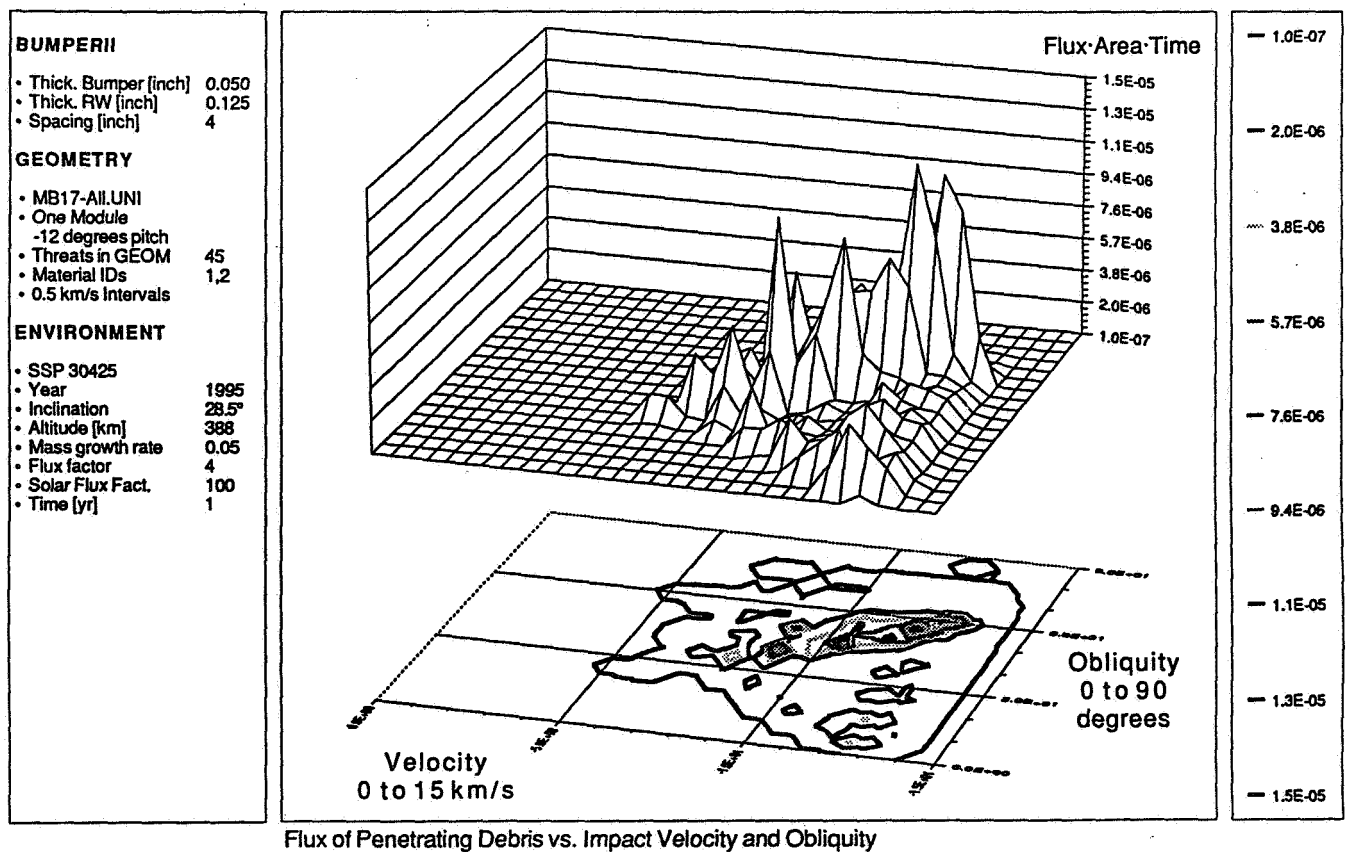 BUMPERII
• Thick. Bumper [inch] 0.050
• Thick. RW [inch] 0.125
• Spacing [inch] 4
GEOMETRY
• MB17-All.UNI
• One Module
-12 degrees pitch
• Threats in GEOM 45
• Material IDs 1,2
• 0.5 km/s Intervals
ENVIRONMENT
• SSP 30425
• Year 1995
• Inclination 28.5°
• Altitude [km] 388
• Mass growth rate 0.05
• Flux factor 4
• Solar Flux Fact. 100
• Time [yr] 1
Flux·Area·Time
1.5E-05
1.3E-05
1.1E-05
9.4E-06
7.6E-06
5.7E-06
3.8E-06
2.0E-06
1.0E-07
Obliquity
0 to 90
degrees
Velocity
0 to 15 km/s
1.0E-07
2.0E-06
3.8E-06
5.7E-06
7.6E-06
9.4E-06
1.1E-05
1.3E-05
1.5E-05
Flux of Penetrating Debris vs. Impact Velocity and Obliquity